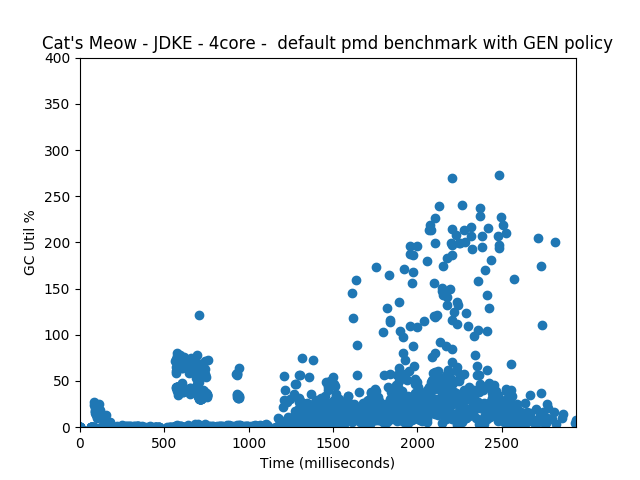 Cat's Meow - JDKE - 4core -  default pmd benchmark with GEN policy
400
350
300
250
200
150
100
50
0
GC Util %
0 500 1000 1500 2000 2500
Time (milliseconds)